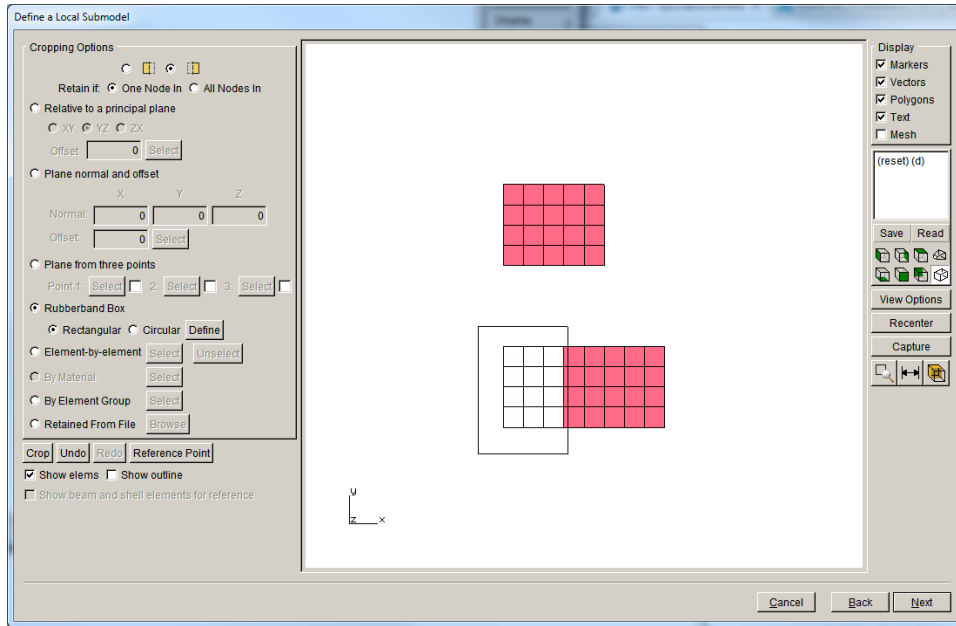 Define a Local Submodel
Cropping Options
Retain if: One Node In All Nodes In
Relative to a principal plane
XY YZ ZX
Offset 0 Select
Plane normal and offset
X Y Z
Normal: 0 0 0
Offset: 0 Select
Plane from three points
Point 1: Select 2: Select 3: Select
Rubberband Box
Rectangular Circular Define
Element-by-element Select Unselect
By Material Select
By Element Group Select
Retained From File Browse
Crop Undo Redo Reference Point
Show elems Show outline
Show beam and shell elements for reference
y
z x
Display
Markers
Vectors
Polygons
Text
Mesh
(reset) (d)
Save Read
View Options
Recenter
Capture
Cancel Back Next